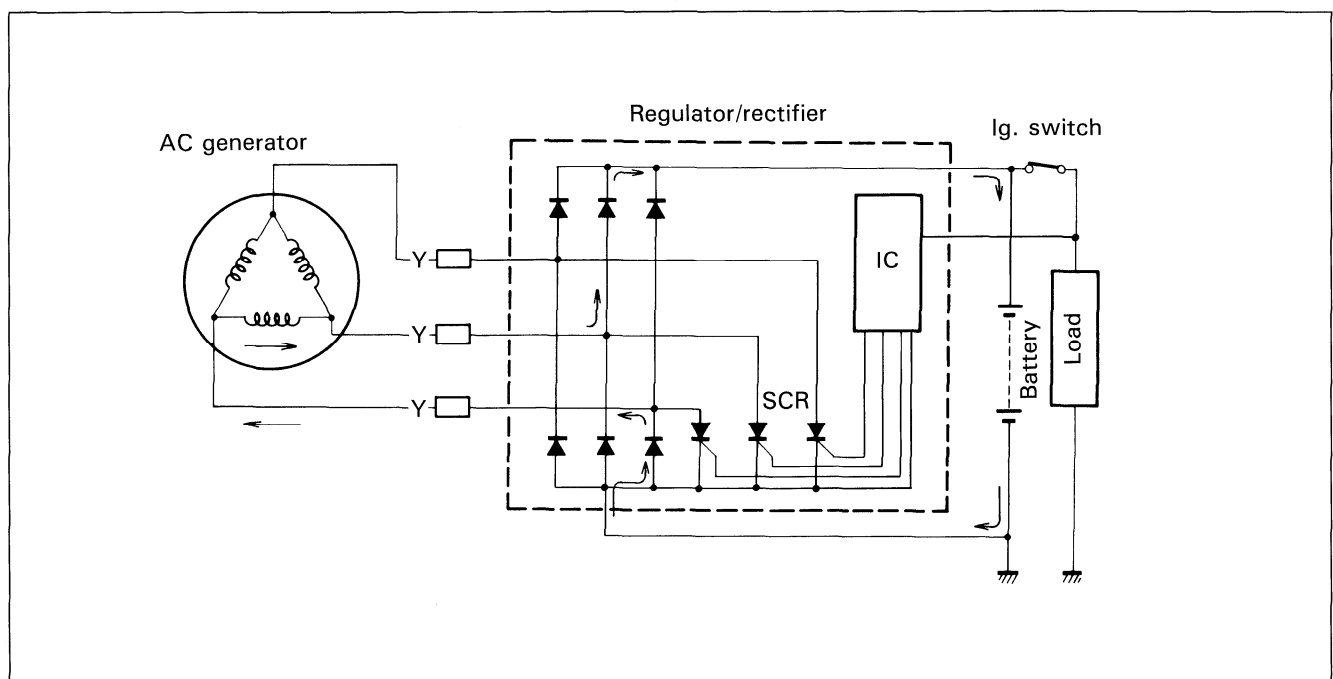 Regulator/rectifier
AC generator
Ig. switch
Y
IC
Y
Battery
Load
Y
SCR